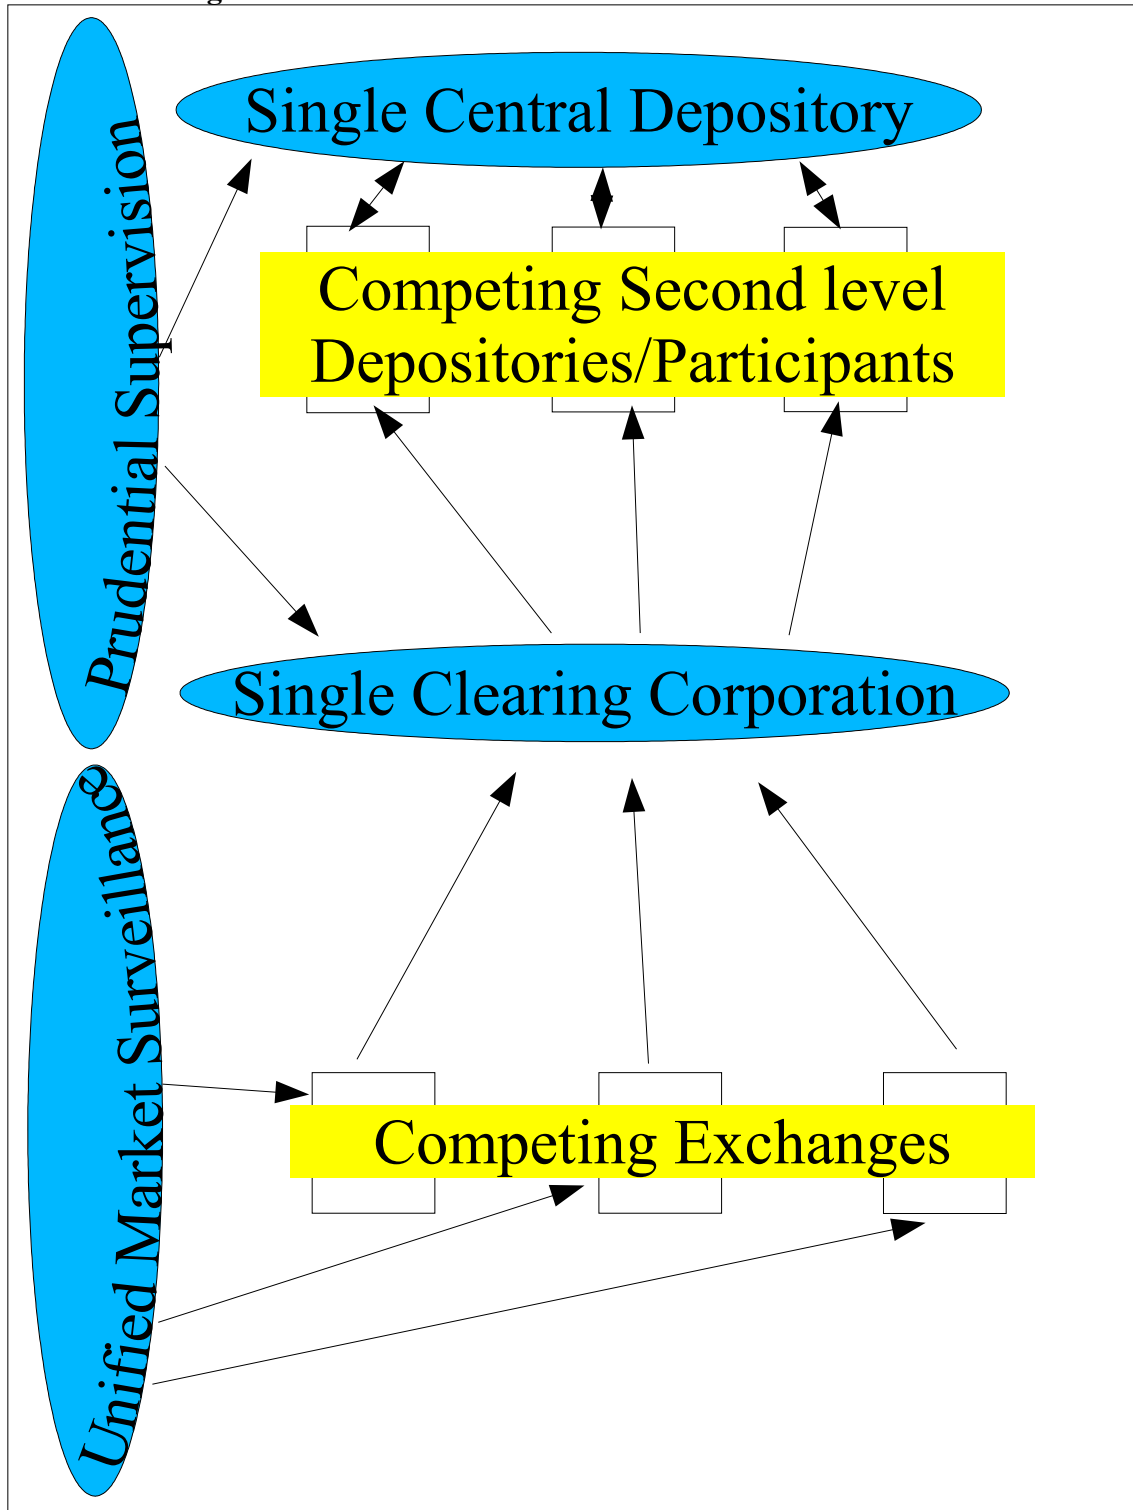 Single Central Depository
Prudential Supervision
Competing Second level
Depositories/Participants
Single Clearing Corporation
Unified Market Surveillance
Competing Exchanges